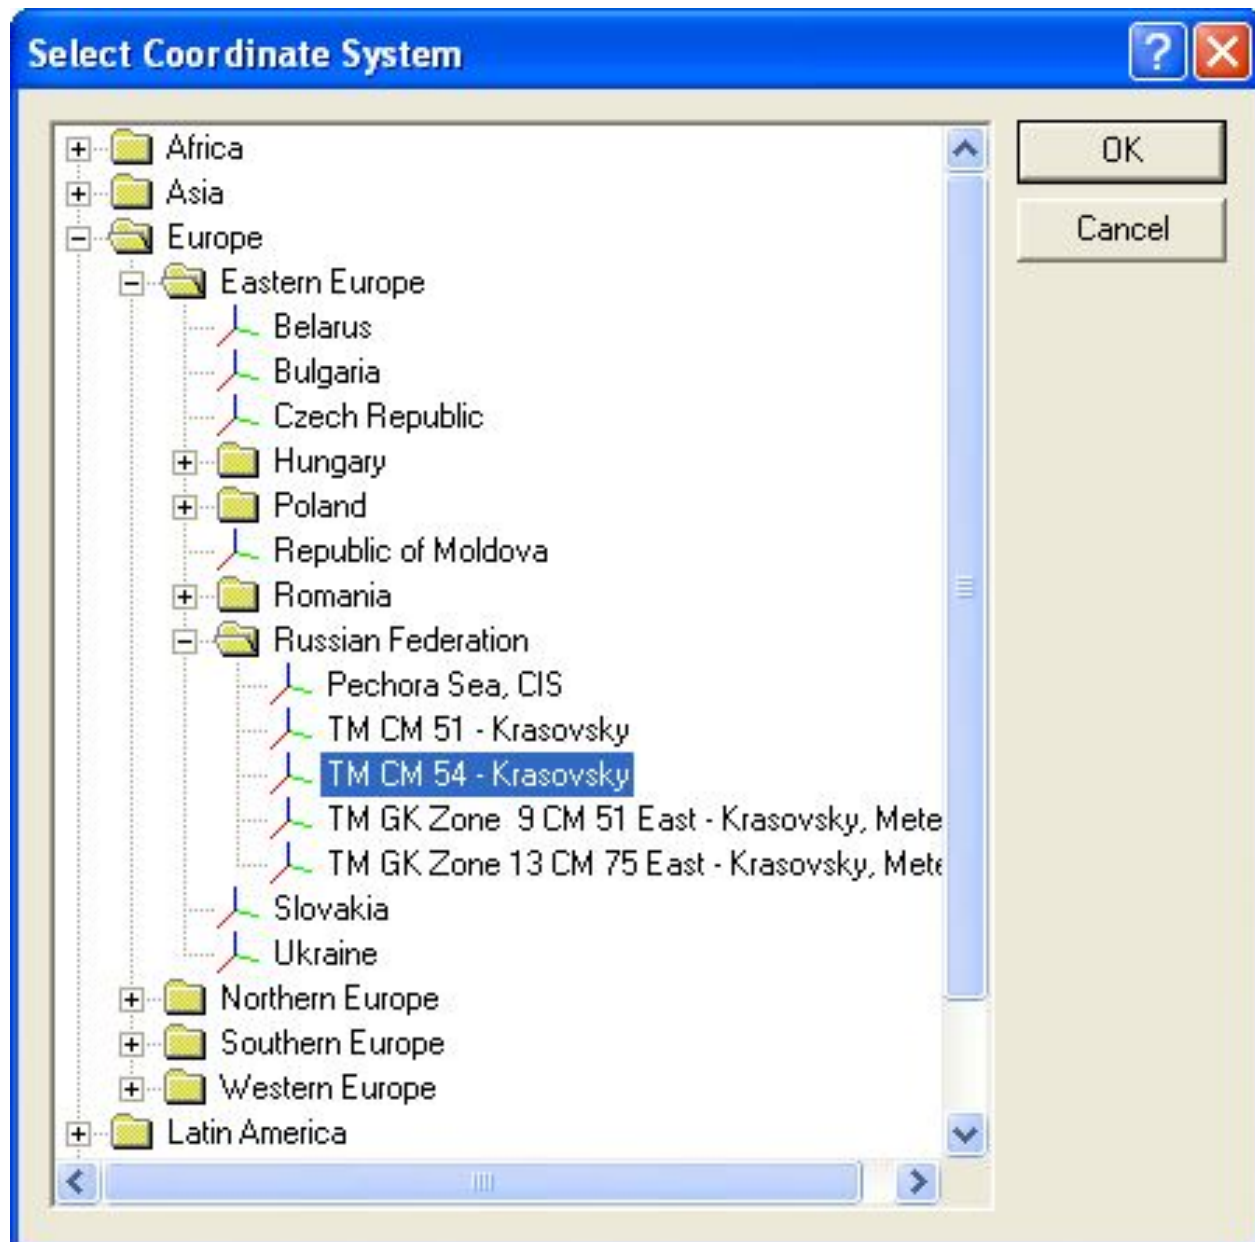 Select Coordinate System
Africa
Asia
Europe
Eastern Europe
Belarus
Bulgaria
Czech Republic
Hungary
Poland
Republic of Moldova
Romania
Russian Federation
Pechora Sea, CIS
TM CM 51 - Krasovsky
TM CM 54 - Krasovsky
TM GK Zone  9 CM 51 East - Krasovsky, Mete
TM GK Zone 13 CM 75 East - Krasovsky, Mete
Slovakia
Ukraine
Northern Europe
Southern Europe
Western Europe
Latin America
OK
Cancel